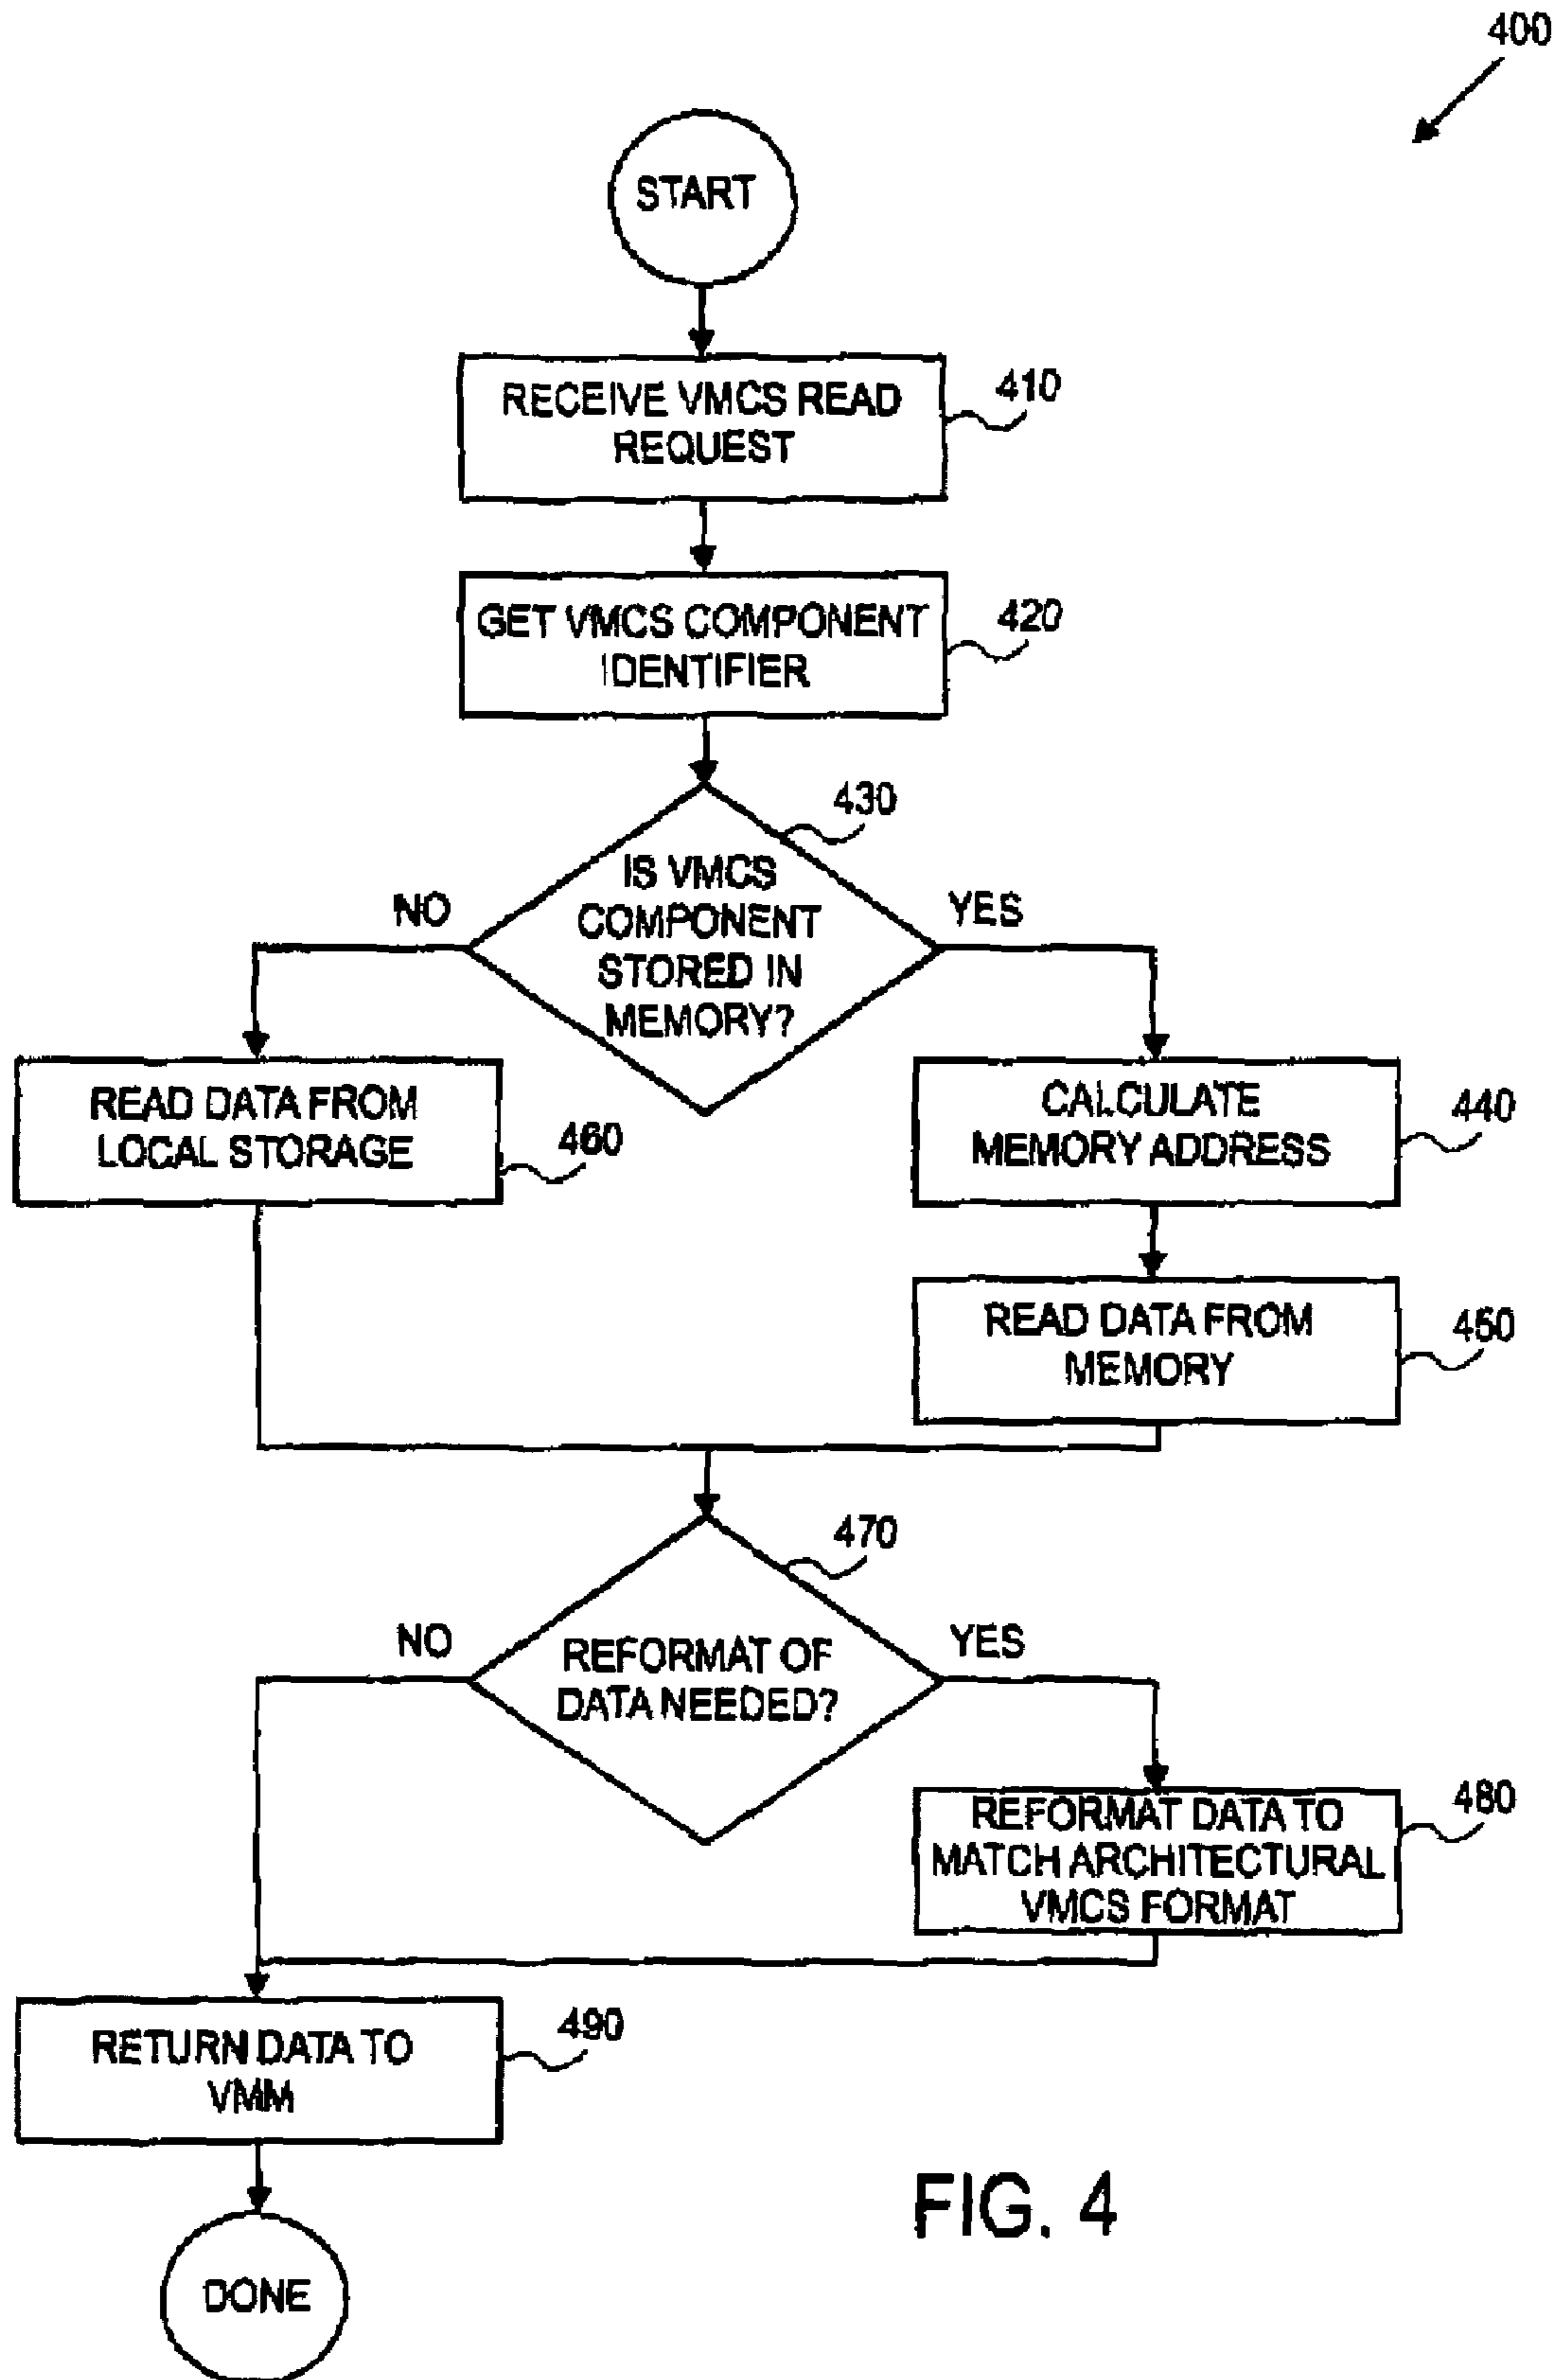 400
START
RECEIVE VMCS READ
REQUEST
410
GET VMCS COMPONENT
IDENTIFIER
420
430
IS VMCS
COMPONENT
STORED IN
MEMORY?
NO
YES
READ DATA FROM
LOCAL STORAGE
460
CALCULATE
MEMORY ADDRESS
440
READ DATA FROM
MEMORY
450
470
REFORMAT OF
DATA NEEDED?
NO
YES
REFORMAT DATA TO
MATCH ARCHITECTURAL
VMCS FORMAT
480
RETURN DATA TO
VMM
490
DONE
FIG. 4